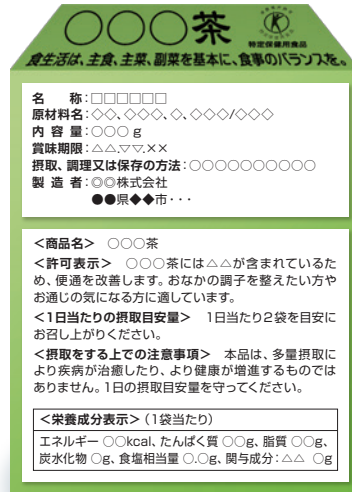 ○○○茶
特定保健用食品
食生活は、主食、主菜、副菜を基本に、食事のバランスを。
名　　称：□□□□□□
原材料名：◇◇、◇◇◇、◇、◇◇◇/◇◇◇
内 容 量：○○○ g
賞味期限：△△.▽▽.××
摂取、調理又は保存の方法：○○○○○○○○○○
製 造 者：◎◎株式会社
●●県◆◆市・・・
＜商品名＞　○○○茶
＜許可表示＞　○○○茶には△△が含まれているた
め、便通を改善します。おなかの調子を整えたい方や
お通じの気になる方に適しています。
＜1日当たりの摂取目安量＞　1日当たり2袋を目安に
お召し上がりください。
＜摂取をする上での注意事項＞　本品は、多量摂取に
より疾病が治癒したり、より健康が増進するものでは
ありません。1日の摂取目安量を守ってください。
＜栄養成分表示＞（1袋当たり）
エネルギー ○○kcal、たんぱく質 ○○g、脂質 ○○g、
炭水化物 ○g、食塩相当量 ○.○g、関与成分：△△　○g